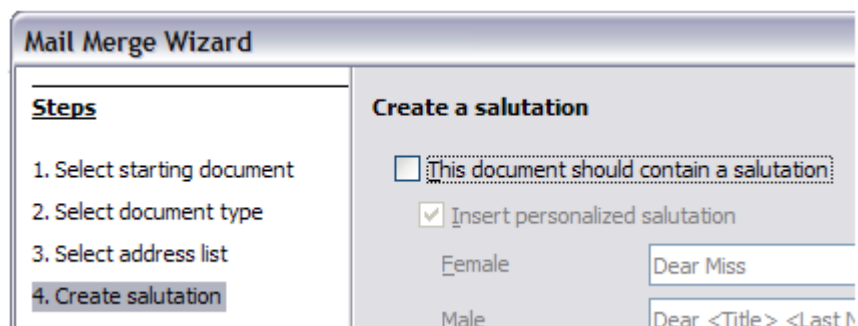 Mail Merge Wizard
Steps
1. Select starting document
2. Select document type
3. Select address list
4. Create salutation
Create a salutation
This document should contain a salutation
Insert personalized salutation
Female
Dear Miss
Male
Dear <Title> <Last